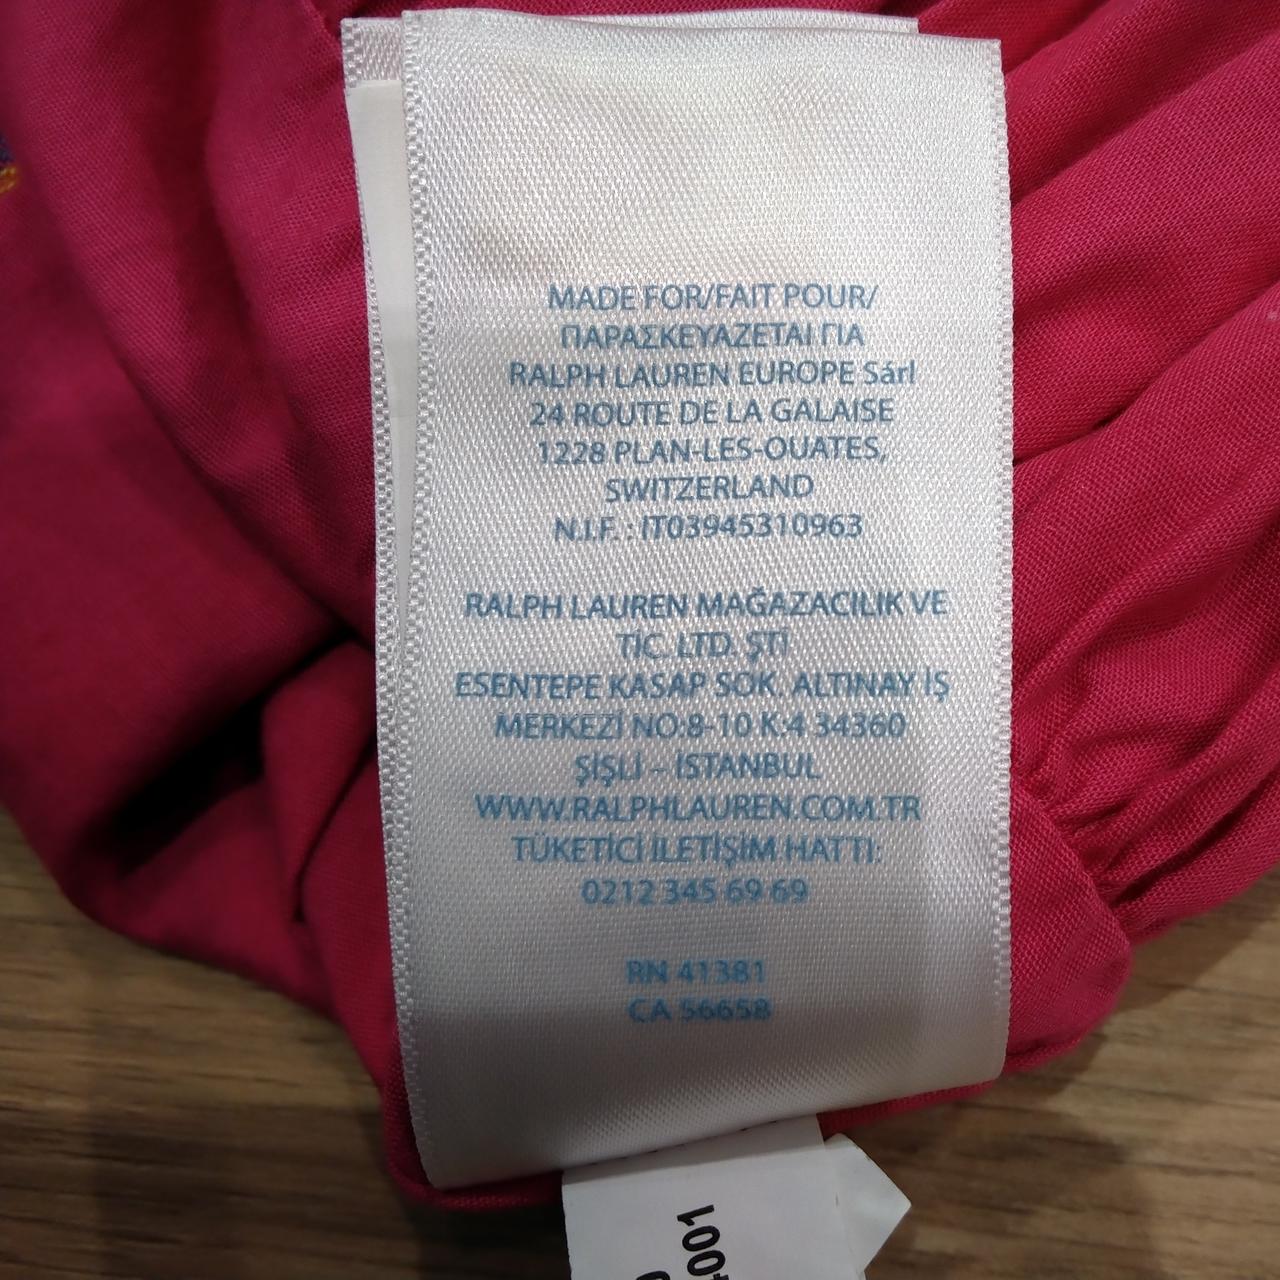 MADE FOR/FAIT POUR/
ΠΑΡΑΣΚΕΥΑΖΕΤΑΙ ΓΙΑ
RALPH LAUREN EUROPE Sárl
24 ROUTE DE LA GALAISE
1228 PLAN-LES-OUATES,
SWITZERLAND
N.I.F. : IT03945310963
RALPH LAUREN MAĞAZACILIK VE
TİC. LTD. ŞTİ
ESENTEPE KASAP SOK. ALTINAY İŞ
MERKEZİ NO:8-10 K:4 34360
ŞİŞLİ – İSTANBUL
WWW.RALPHLAUREN.COM.TR
TÜKETİCİ İLETİŞİM HATTI:
0212 345 69 69
RN 41381
CA 56658